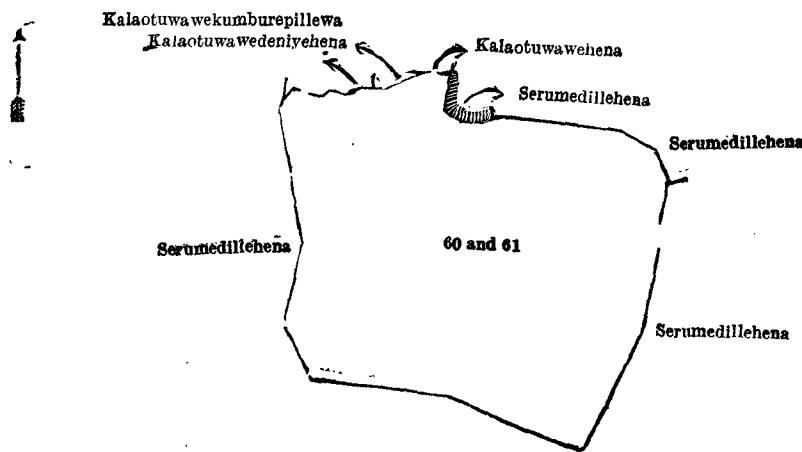 Kalaotuwawekumburepillewa
Kalaotuwawedeniyehena
Kalaotuwawehena
Serumedillehena
Serumedillehena
Serumedillehena
60 and 61
Serumedillehena